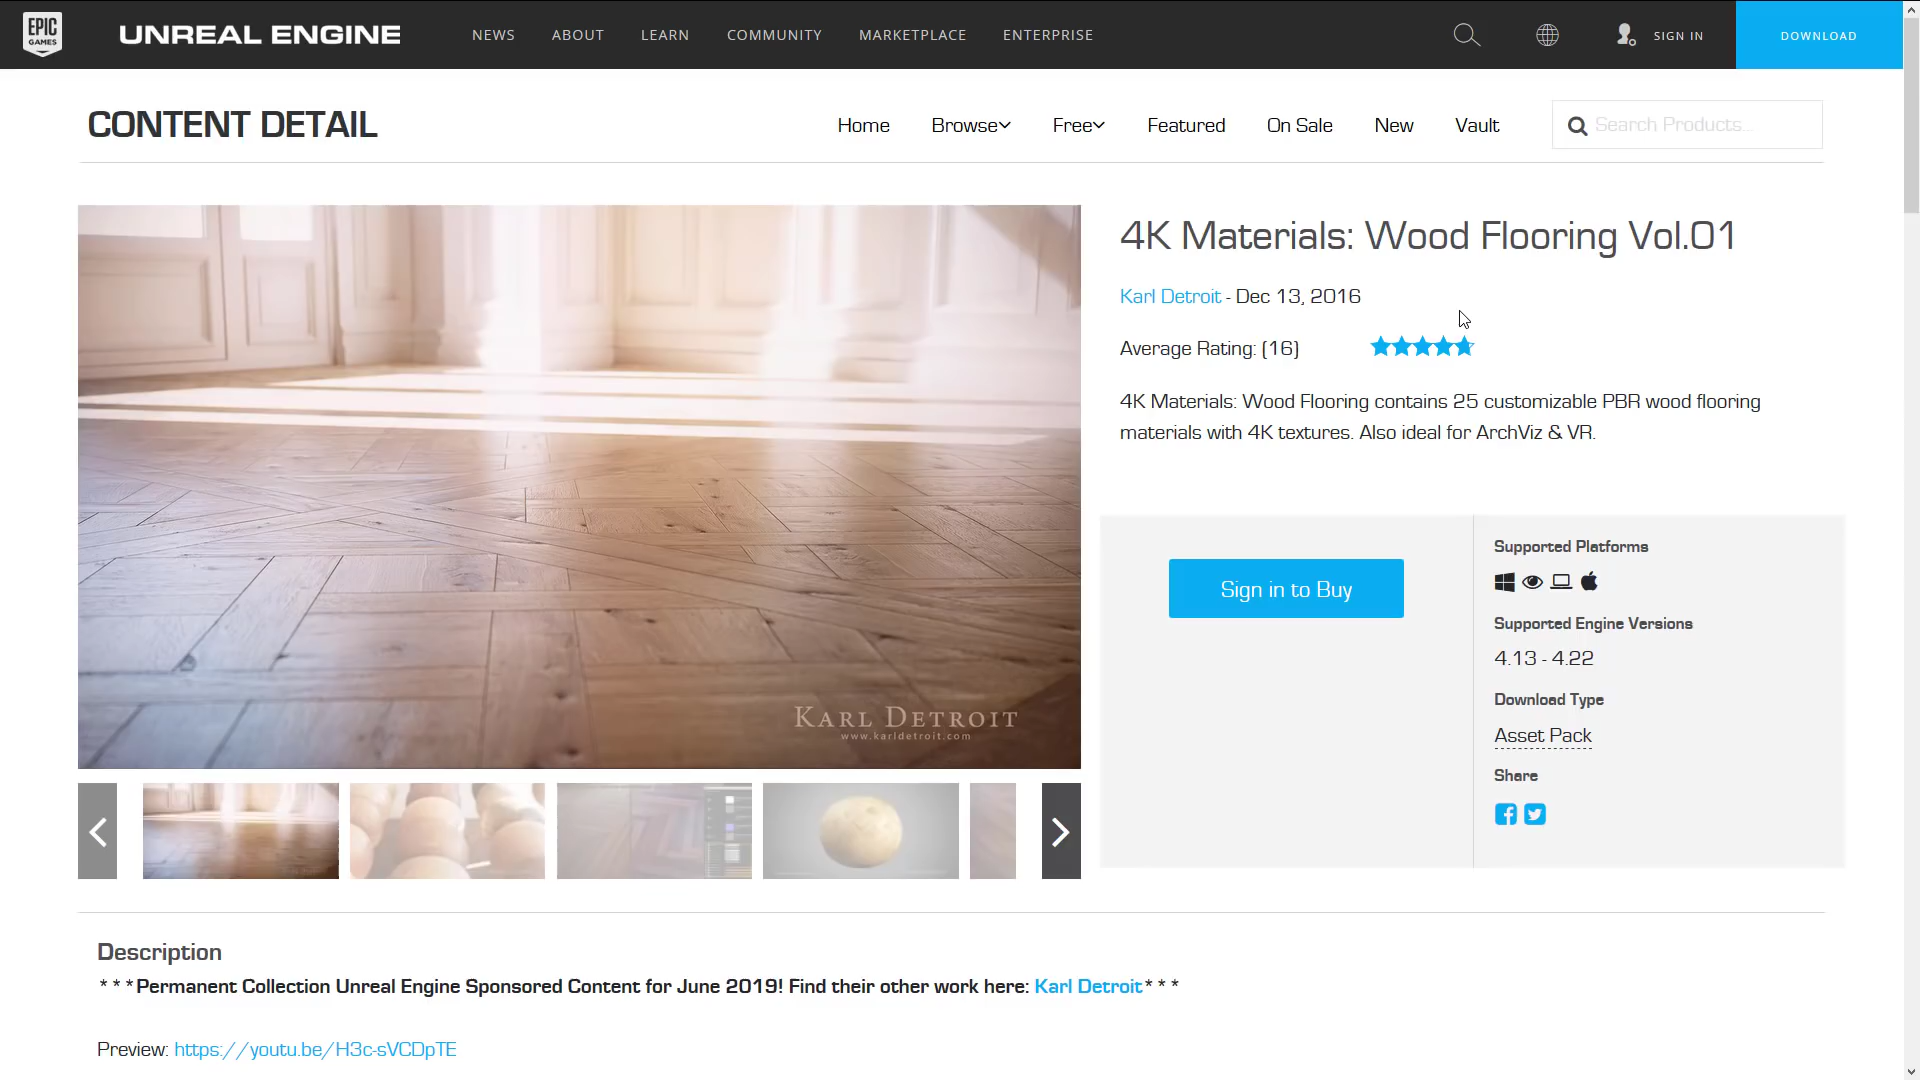 EPIC
GAMES
UNREAL ENGINE
NEWS
ABOUT
LEARN
COMMUNITY
MARKETPLACE
ENTERPRISE
SIGN IN
DOWNLOAD
CONTENT DETAIL
Home
Browse
Free
Featured
On Sale
New
Vault
Search Products...
4K Materials: Wood Flooring Vol.01
Karl Detroit - Dec 13, 2016
Average Rating: (16)
4K Materials: Wood Flooring contains 25 customizable PBR wood flooring
materials with 4K textures. Also ideal for ArchViz & VR.
KARL DETROIT
www.karldetroit.com
Sign in to Buy
Supported Platforms
Supported Engine Versions
4.13 - 4.22
Download Type
Asset Pack
Share
Description
***Permanent Collection Unreal Engine Sponsored Content for June 2019! Find their other work here: Karl Detroit***
Preview: https://youtu.be/H3c-sVCDpTE